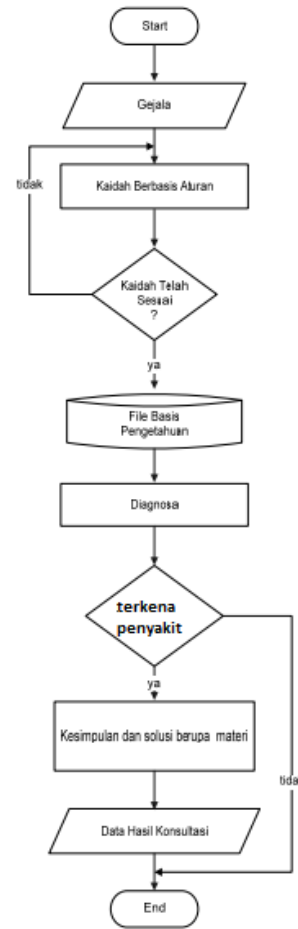 Start
Gejala
tidak
Kaidah Berbasis Aturan
Kaidah Telah
Sesuai
?
ya
File Basis
Pengetahuan
Diagnosa
terkena
penyakit
ya
Kesimpulan dan solusi berupa materi
tida
Data Hasil Konsultasi
End